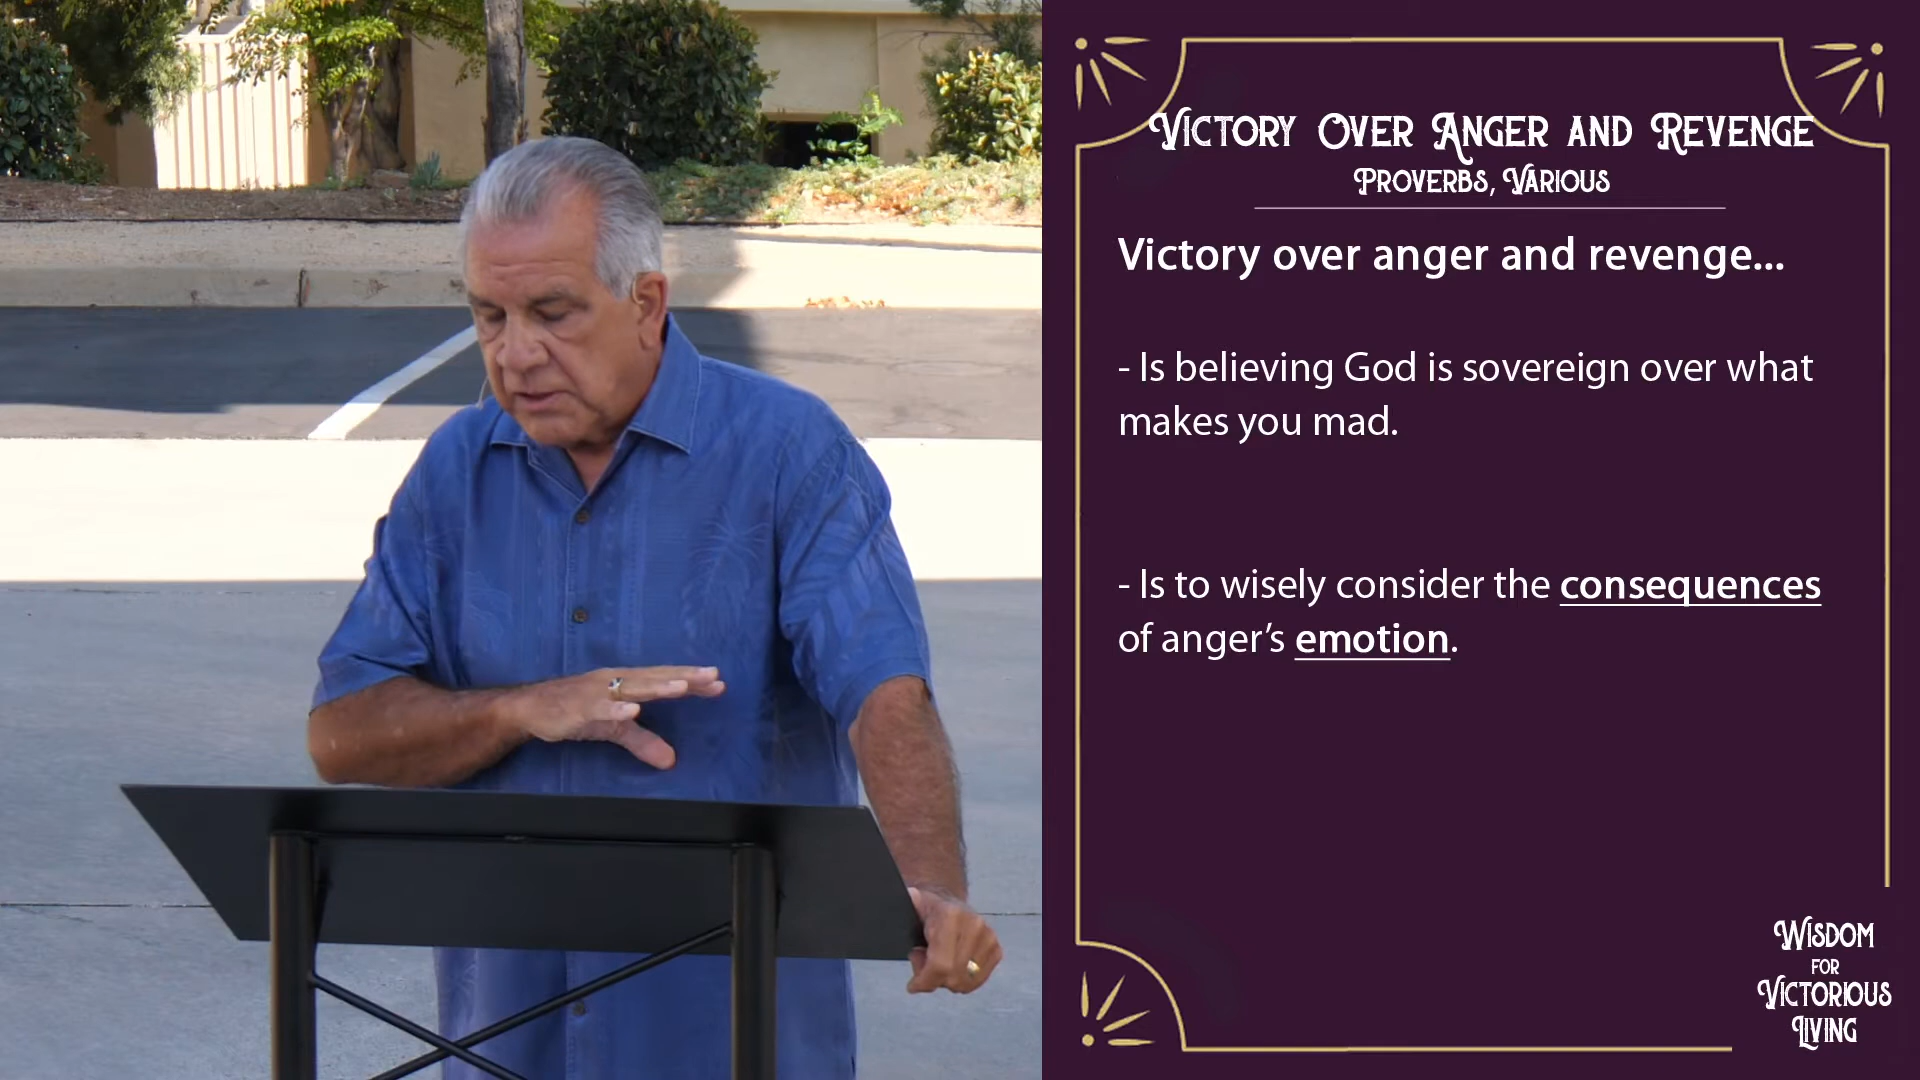 Victory Over Anger and Revenge
Proverbs, Various
Victory over anger and revenge...
- Is believing God is sovereign over what
makes you mad.
- Is to wisely consider the consequences
of anger’s emotion.
Wisdom
for
Victorious
Living